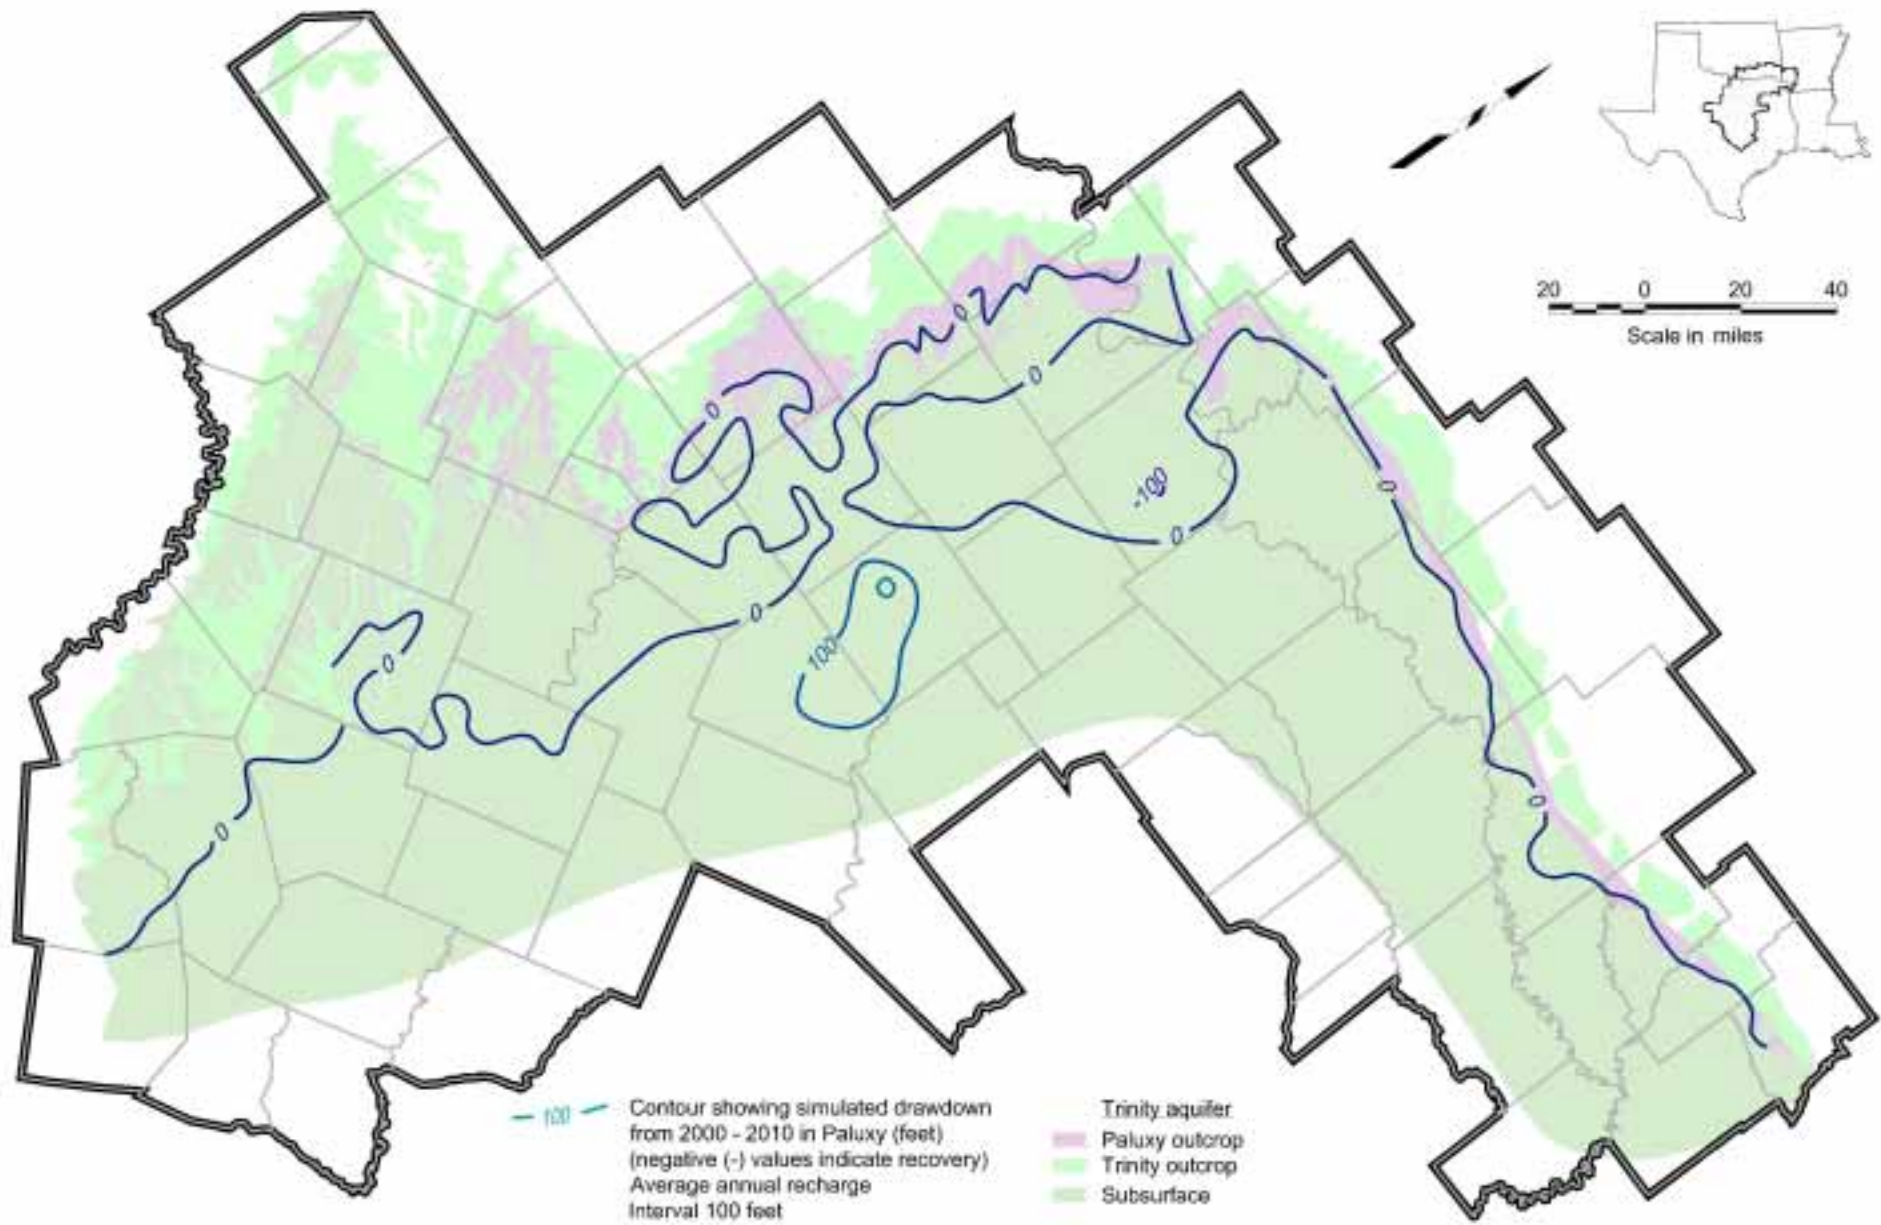 20 0 20 40
Scale in miles
0
0
0
0
-100
0
0
0
100
0
0
0
100
Contour showing simulated drawdown
from 2000 - 2010 in Paluxy (feet)
(negative (-) values indicate recovery)
Average annual recharge
Interval 100 feet
Trinity aquifer
Paluxy outcrop
Trinity outcrop
Subsurface